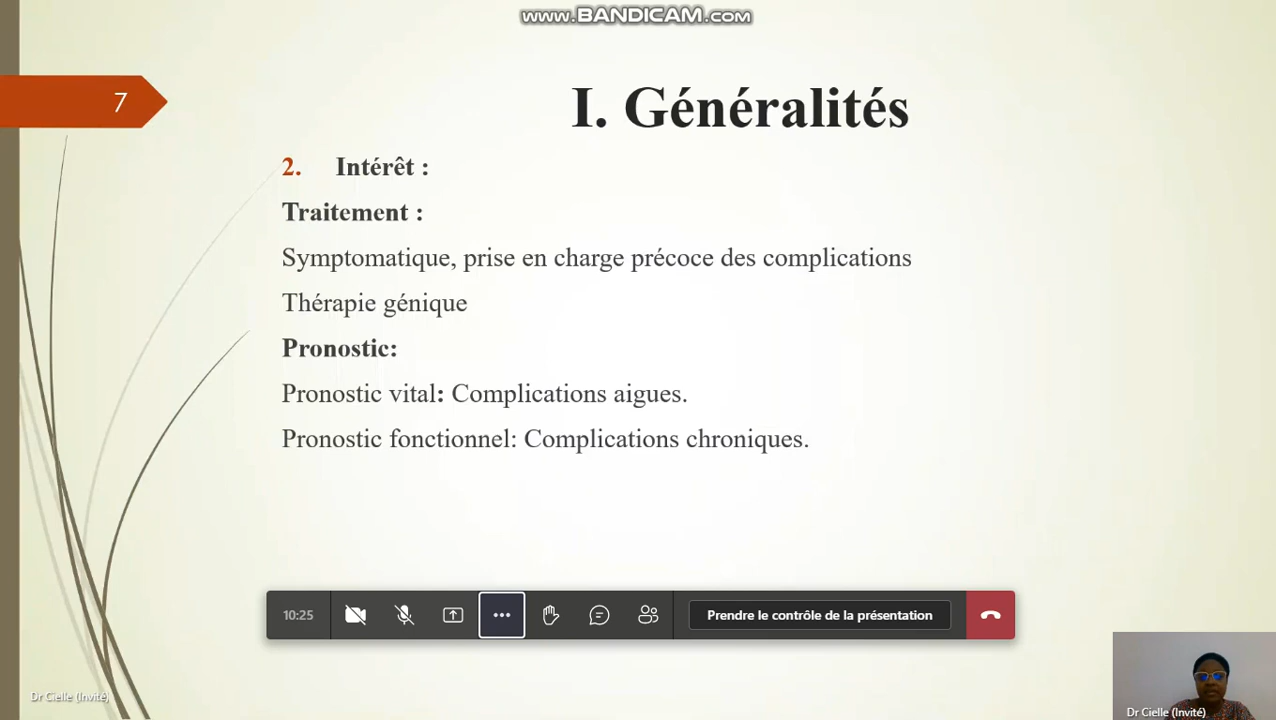 www.BANDICAM.com
7
I. Généralités
2. Intérêt :
Traitement :
Symptomatique, prise en charge précoce des complications
Thérapie génique
Pronostic:
Pronostic vital: Complications aigues.
Pronostic fonctionnel: Complications chroniques.
10:25
Prendre le contrôle de la présentation
Dr Cielle (Invité)
Dr Cielle (Invité)